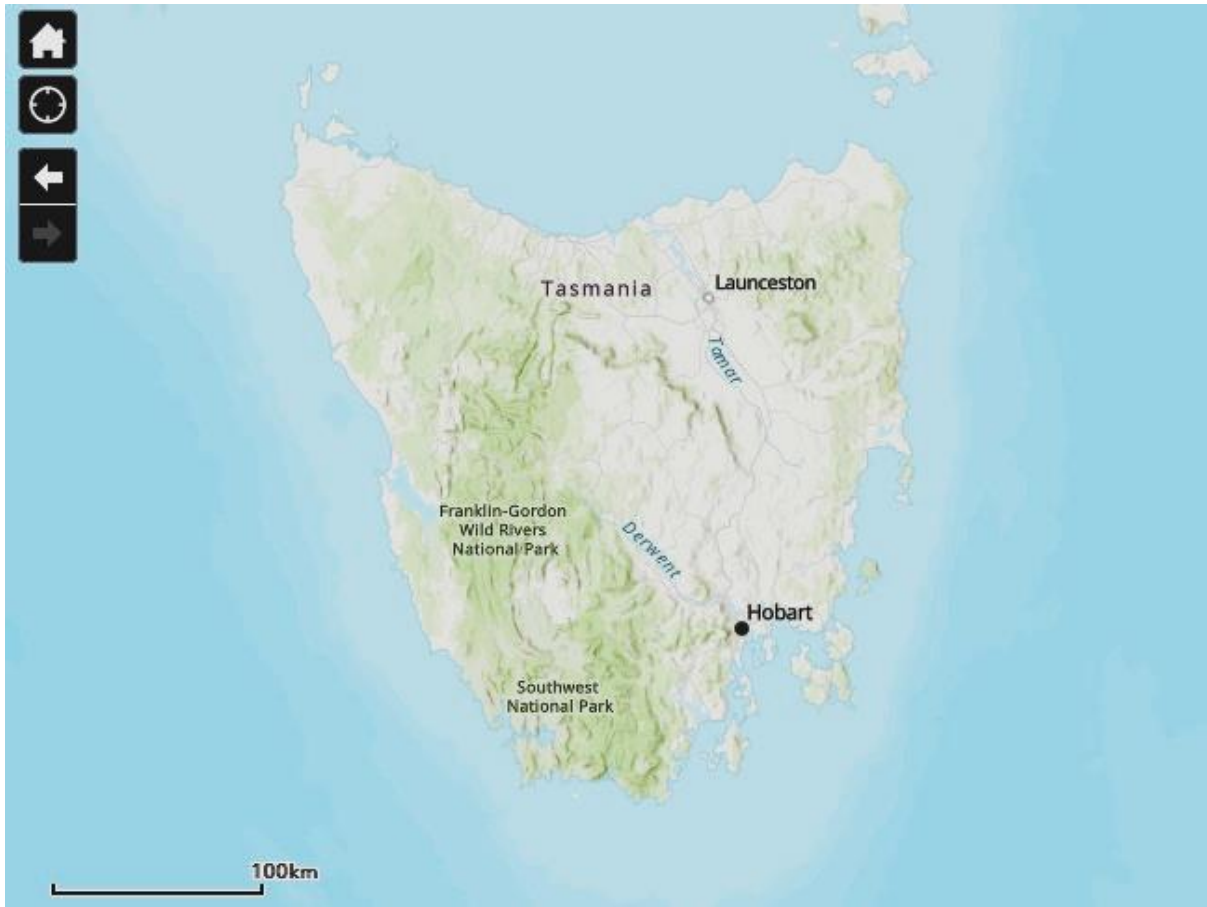 Tasmania
Launceston
Tamar
Franklin-Gordon
Wild Rivers
National Park
Derwent
Hobart
Southwest
National Park
100km